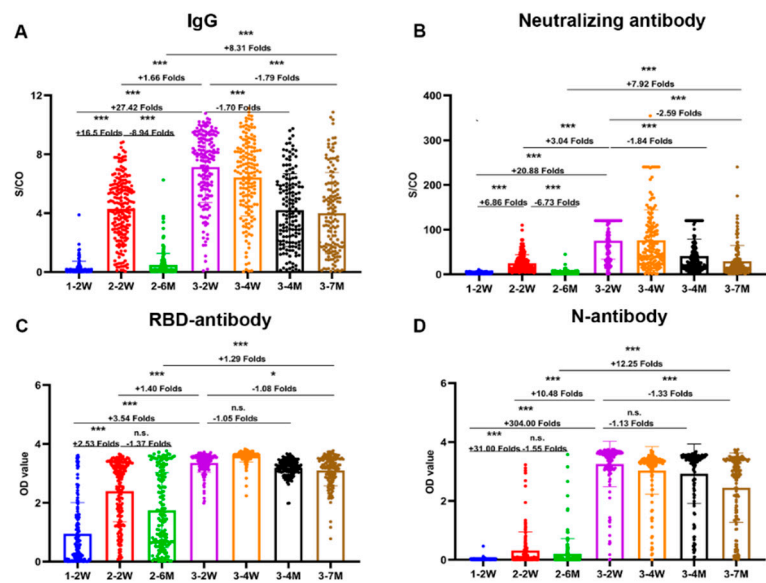 A
IgG
***
+8.31 Folds
*** ***
+1.66 Folds -1.79 Folds
*** ***
+27.42 Folds -1.70 Folds
*** ***
+16.5 Folds -8.94 Folds
12
8
4
0
S/CO
1-2W 2-2W 2-6M 3-2W 3-4W 3-4M 3-7M
B
Neutralizing antibody
***
+7.92 Folds
***
-2.59 Folds
*** ***
+3.04 Folds -1.84 Folds
***
+20.88 Folds
*** ***
+6.86 Folds -6.73 Folds
400
300
200
100
0
S/CO
1-2W 2-2W 2-6M 3-2W 3-4W 3-4M 3-7M
C
RBD-antibody
***
+1.29 Folds
*** *
+1.40 Folds -1.08 Folds
*** n.s.
+3.54 Folds -1.05 Folds
*** n.s.
+2.53 Folds -1.37 Folds
6
4
2
0
OD value
1-2W 2-2W 2-6M 3-2W 3-4W 3-4M 3-7M
D
N-antibody
***
+12.25 Folds
*** ***
+10.48 Folds -1.33 Folds
*** n.s.
+304.00 Folds -1.13 Folds
*** n.s.
+31.00 Folds -1.55 Folds
6
4
2
0
OD value
1-2W 2-2W 2-6M 3-2W 3-4W 3-4M 3-7M